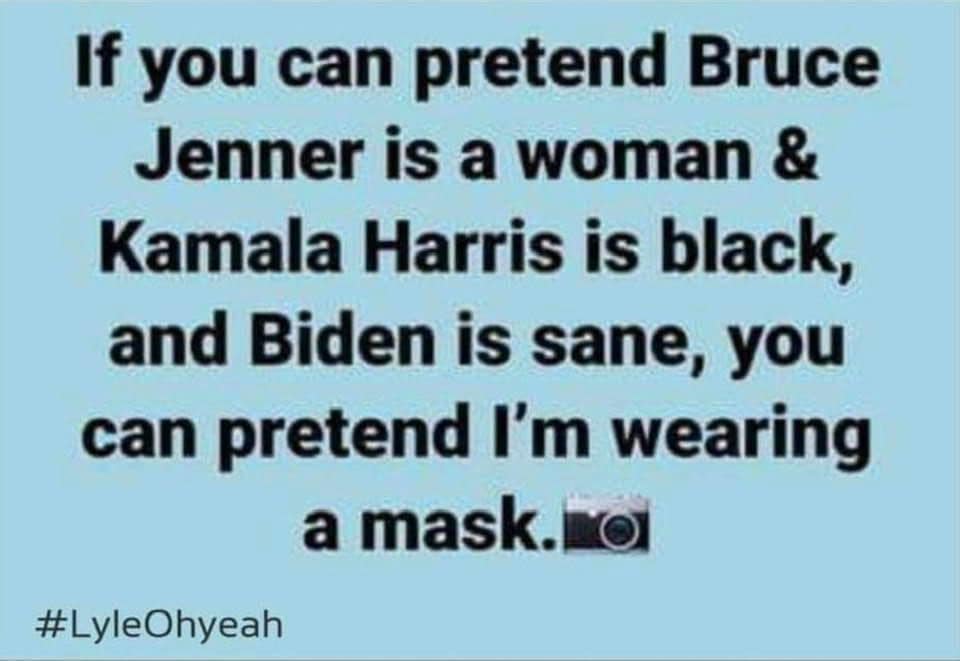 If you can pretend Bruce
Jenner is a woman &
Kamala Harris is black,
and Biden is sane, you
can pretend I'm wearing
a mask.
#LyleOhyeah